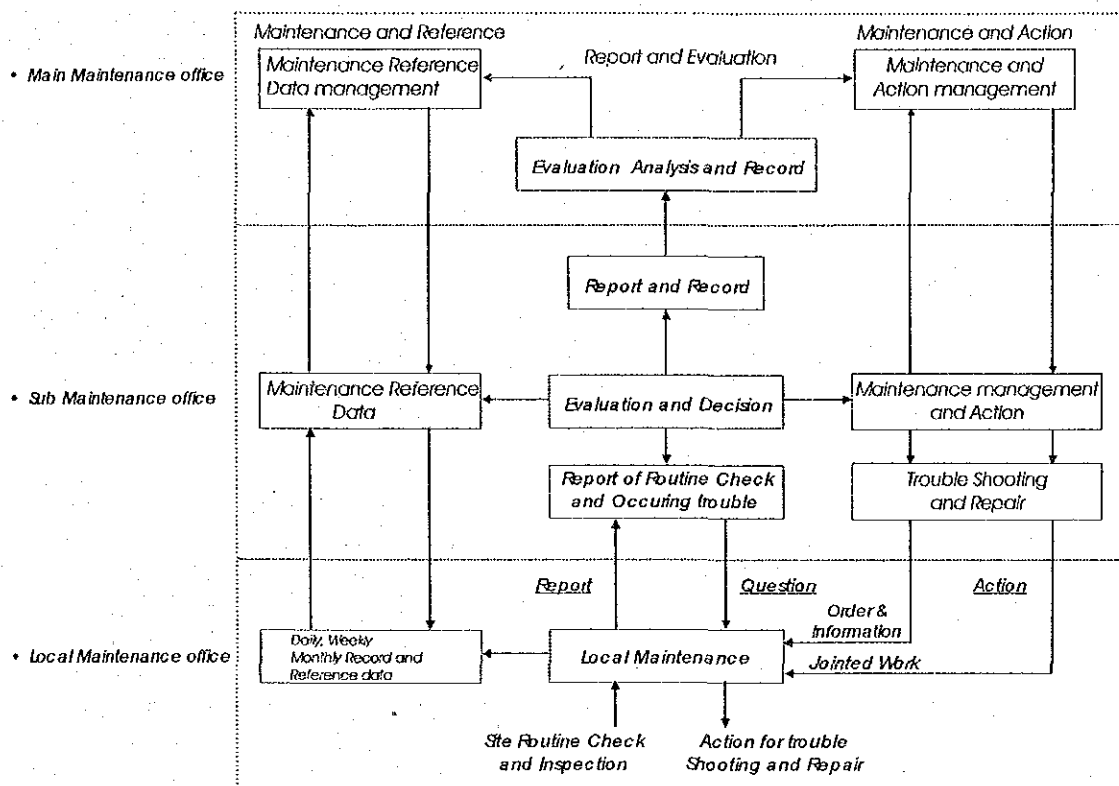 Maintenance and Reference
Maintenance and Action
• Main Maintenance office
Maintenance Reference
Data management
Report and Evaluation
Maintenance and
Action management
Evaluation Analysis and Record
Report and Record
• Sub Maintenance office
Maintenance Reference
Data
Evaluation and Decision
Maintenance management
and Action
Report of Routine Check
and Occuring trouble
Trouble Shooting
and Repair
Report
Question
Action
Order &
Information
• Local Maintenance office
Daily, Weekly
Monthly Record and
Reference data
Local Maintenance
Jointed Work
Site Routine Check
and Inspection
Action for trouble
Shooting and Repair